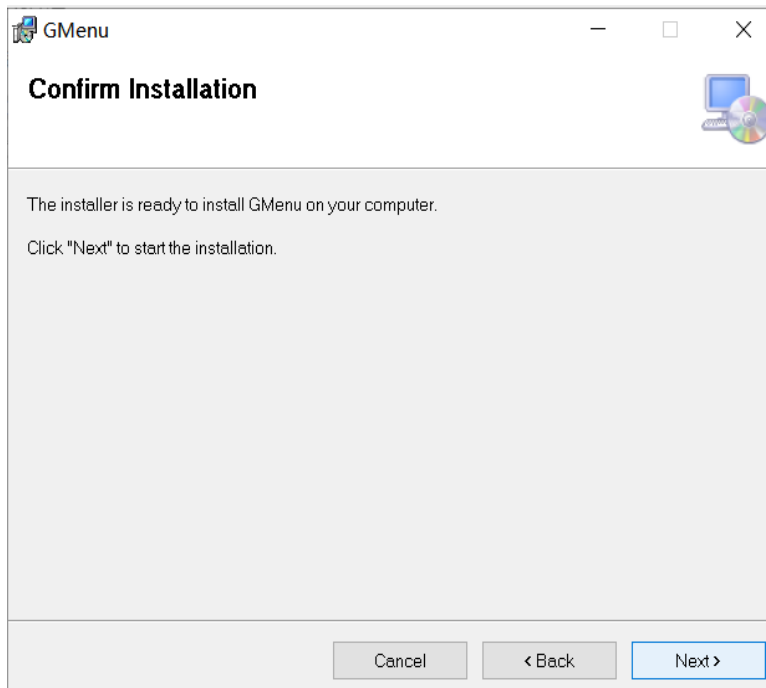 GMenu
Confirm Installation
The installer is ready to install GMenu on your computer.
Click "Next" to start the installation.
Cancel
< Back
Next >